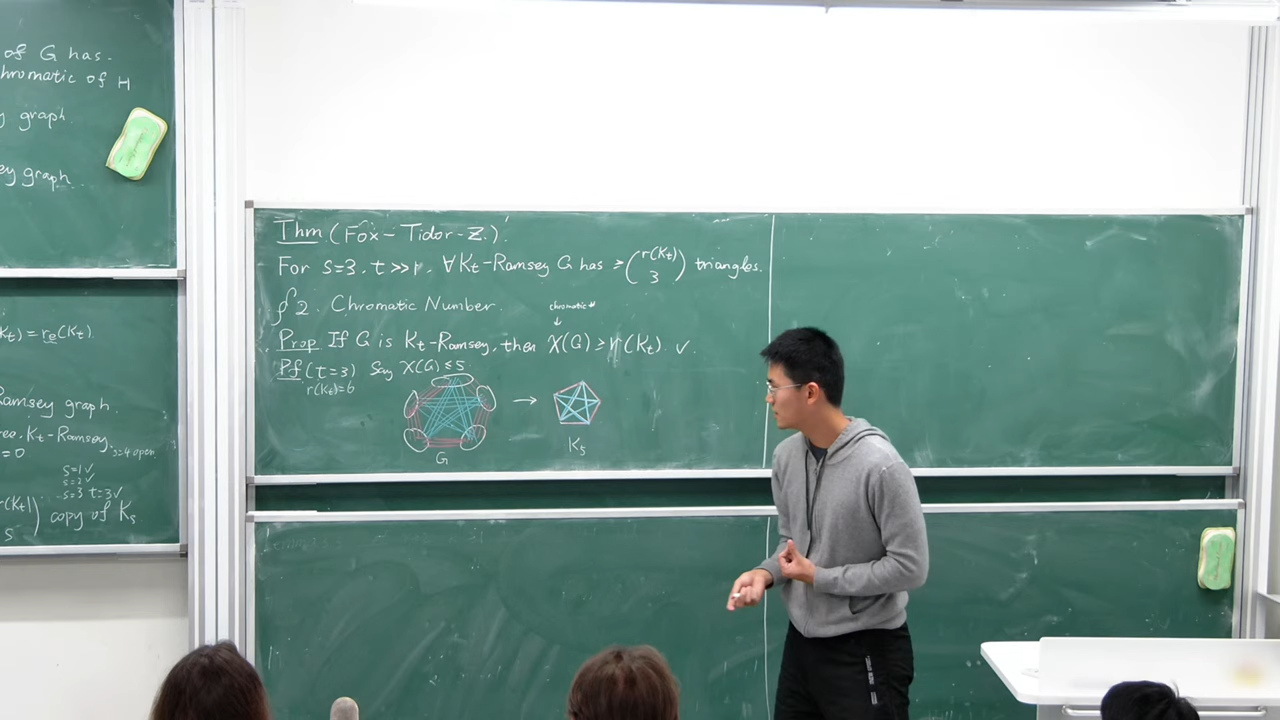 of G has
chromatic of H
graph
ey graph.
K_t) = r_e(K_t).
Ramsey graph.
ree. K_t-Ramsey.
s=4 open.
= 0
s=1 ✓
s=2 ✓
s=3 t=3 ✓
(r(K_t) s) copy of K_s
Thm (Fox-Tidor-Z.).
For s=3, t>>1, ∀ K_t-Ramsey G has ≥ (r(K_t) 3) triangles.
§2. Chromatic Number.
chromatic #
↓
Prop If G is K_t-Ramsey, then χ(G) ≥ r(K_t). ✓
Pf (t=3) Say χ(G) ≤ 5
r(K_t)=6
→
G
K_5